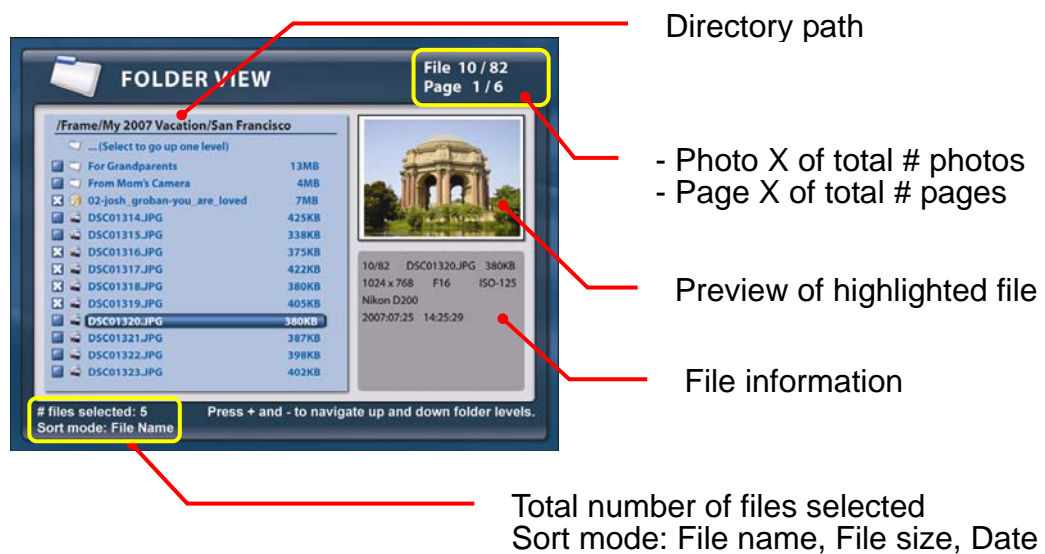 Directory path
FOLDER VIEW
File 10 / 82
Page 1 / 6
/Frame/My 2007 Vacation/San Francisco
... (Select to go up one level)
For Grandparents 13MB
From Mom's Camera 4MB
02-josh_groban-you_are_loved 7MB
DSC01314.JPG 425KB
DSC01315.JPG 338KB
DSC01316.JPG 375KB
DSC01317.JPG 422KB
DSC01318.JPG 380KB
DSC01319.JPG 405KB
DSC01320.JPG 380KB
DSC01321.JPG 387KB
DSC01322.JPG 398KB
DSC01323.JPG 402KB
10/82 DSC01320.JPG 380KB
1024 x 768 F16 ISO-125
Nikon D200
2007:07:25 14:25:29
# files selected: 5 Press + and - to navigate up and down folder levels.
Sort mode: File Name
- Photo X of total # photos
- Page X of total # pages
Preview of highlighted file
File information
Total number of files selected
Sort mode: File name, File size, Date